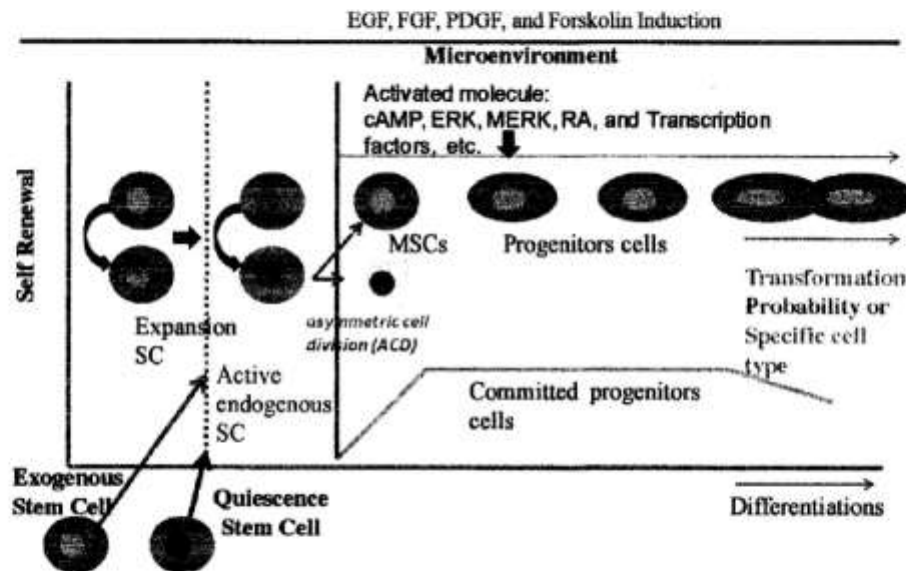 EGF, FGF, PDGF, and Forskolin Induction
Microenvironment
Activated molecule:
cAMP, ERK, MERK, RA, and Transcription
factors, etc.
Self Renewal
MSCs
Progenitors cells
Expansion
SC
asymmetric cell
division (ACD)
Transformation
Probability or
Specific cell
type
Active
endogenous
SC
Committed progenitors
cells
Exogenous
Stem Cell
Quiescence
Stem Cell
Differentiations